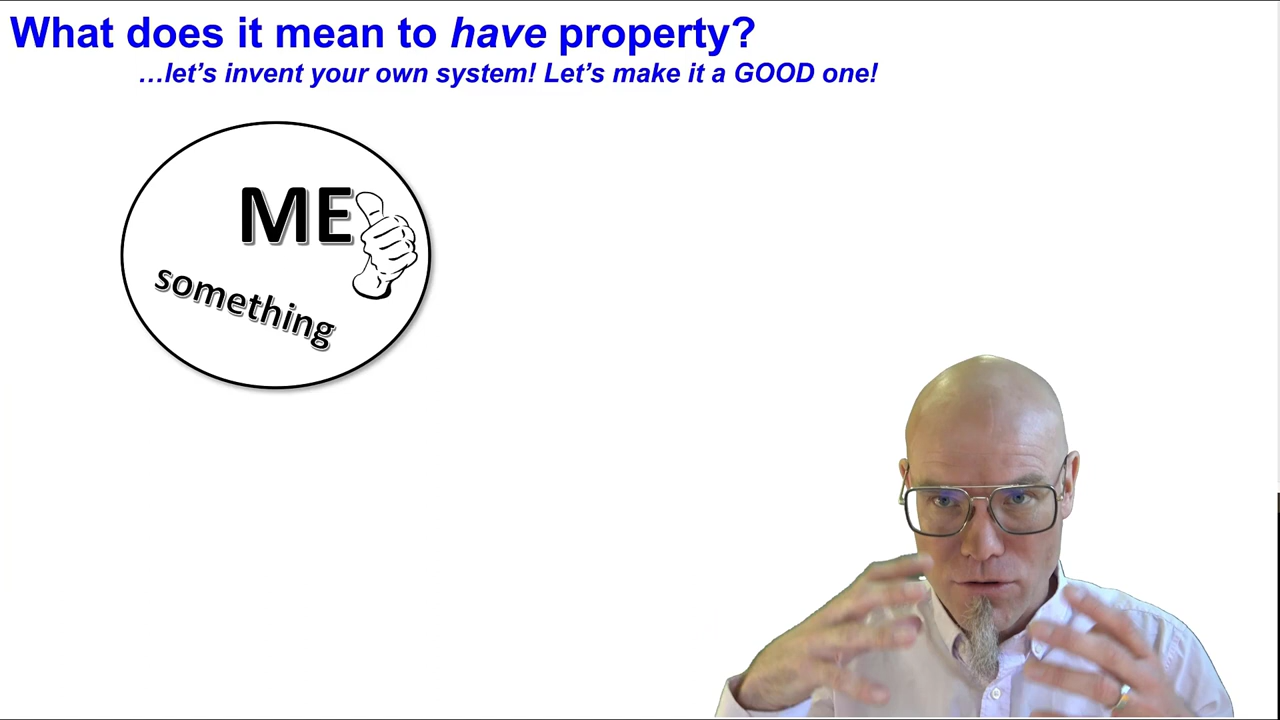 What does it mean to have property?
…let's invent your own system! Let's make it a GOOD one!
ME
something